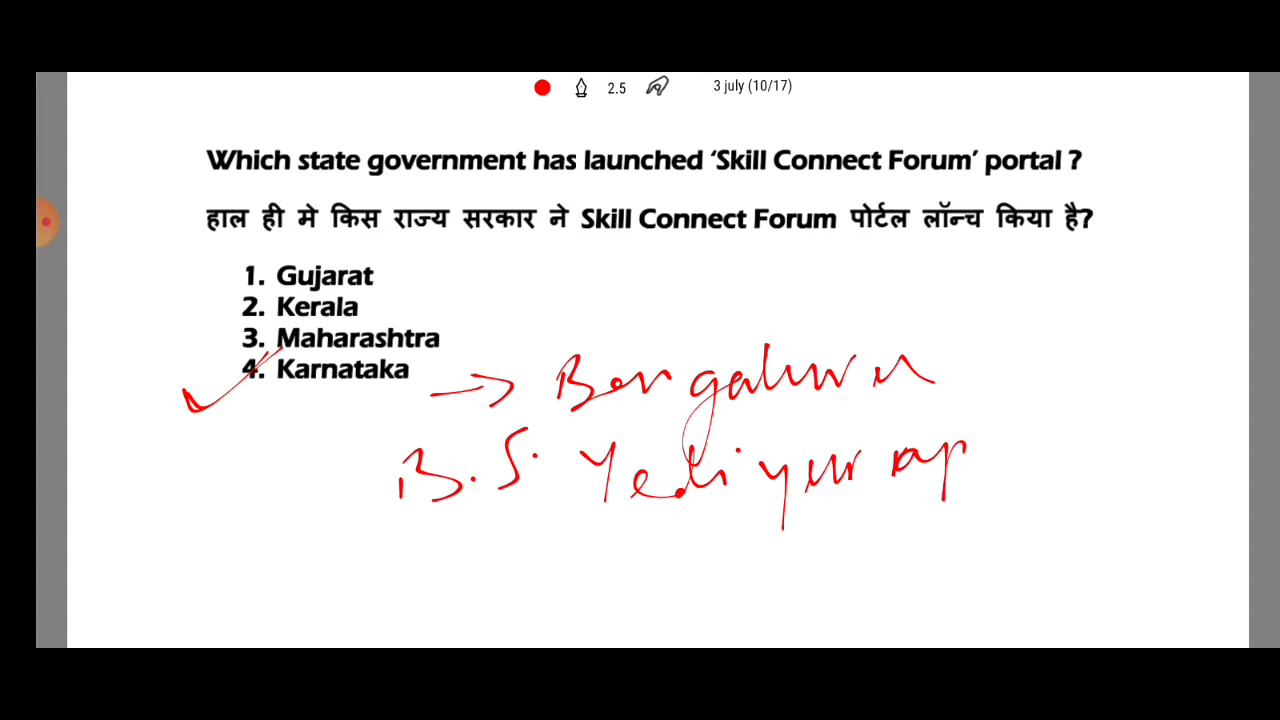 2.5 3 july (10/17)
Which state government has launched ‘Skill Connect Forum’ portal ?
हाल ही मे किस राज्य सरकार ने Skill Connect Forum पोर्टल लॉन्च किया है?
1. Gujarat
2. Kerala
3. Maharashtra
4. Karnataka
→ Bengaluru
B.S. Yediyurap